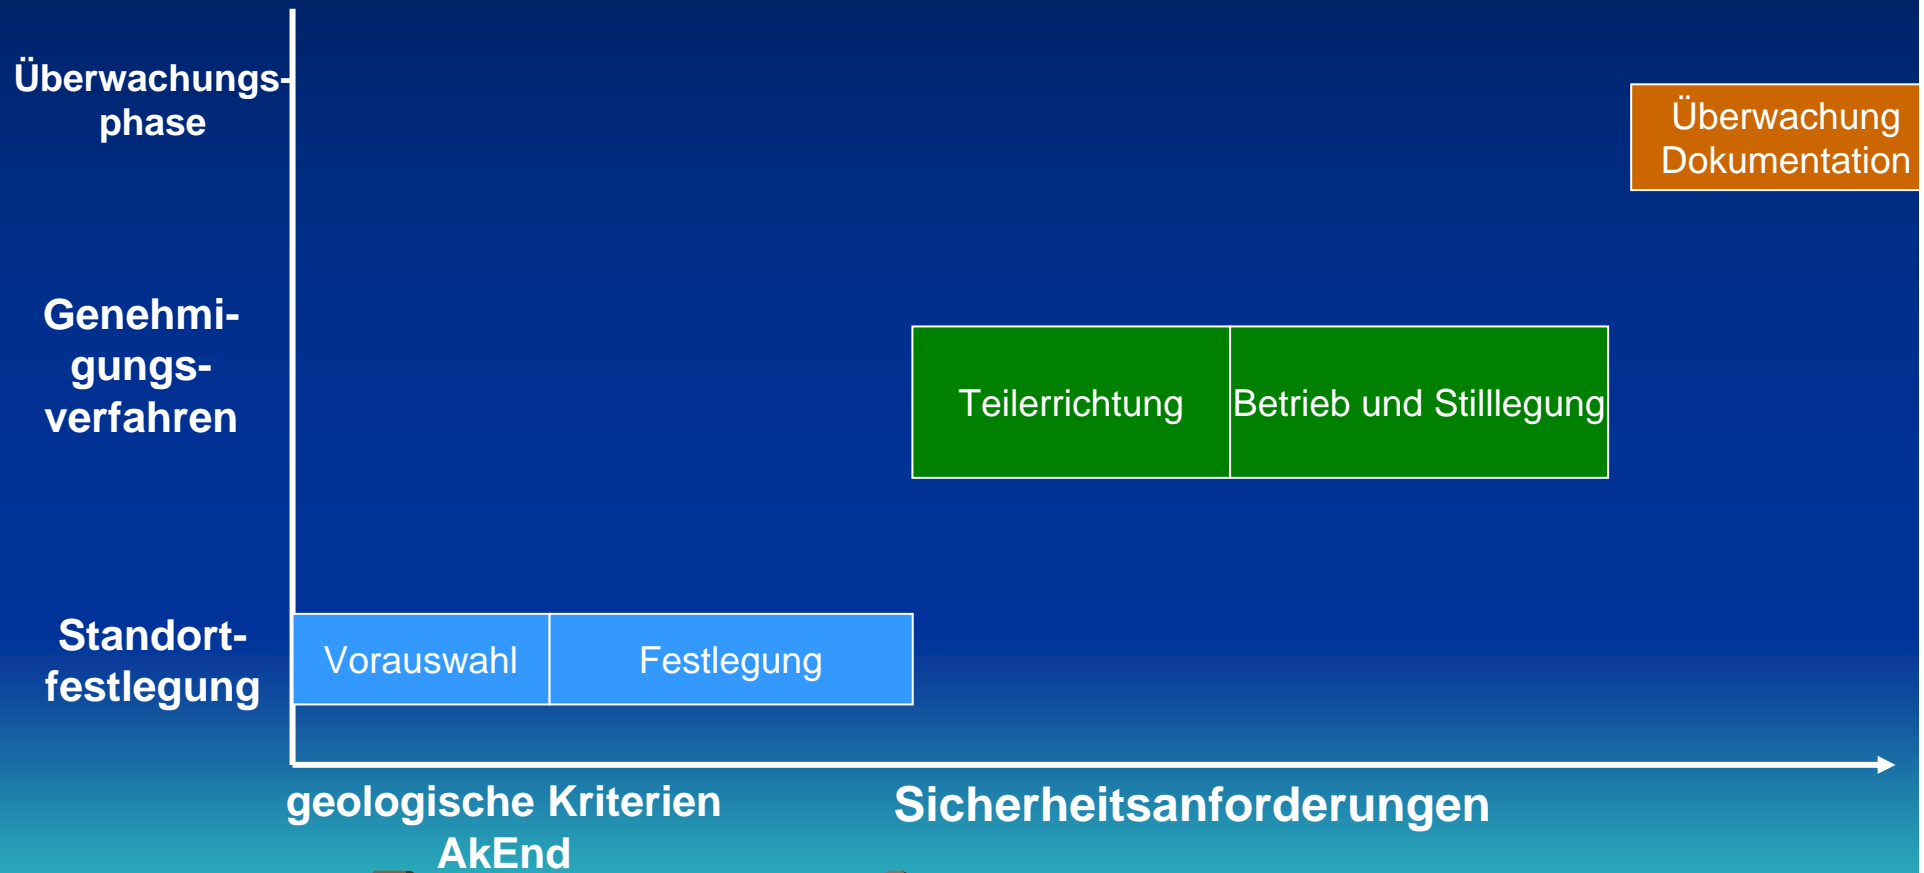 Überwachungs-
phase
Überwachung
Dokumentation
Genehmi-
gungs-
verfahren
Teilerrichtung
Betrieb und Stilllegung
Standort-
festlegung
Vorauswahl
Festlegung
geologische Kriterien
AkEnd
Sicherheitsanforderungen